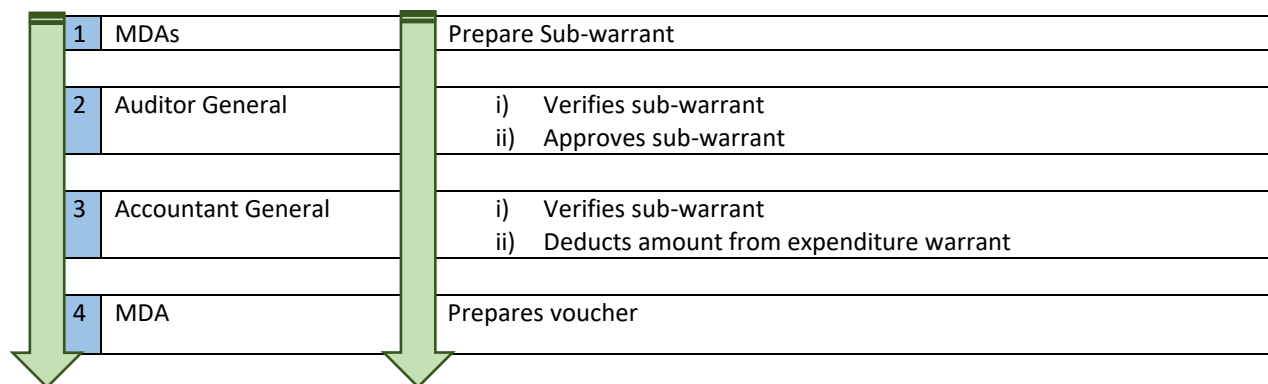 1 MDAs Prepare Sub-warrant
2 Auditor General i) Verifies sub-warrant
ii) Approves sub-warrant
3 Accountant General i) Verifies sub-warrant
ii) Deducts amount from expenditure warrant
4 MDA Prepares voucher